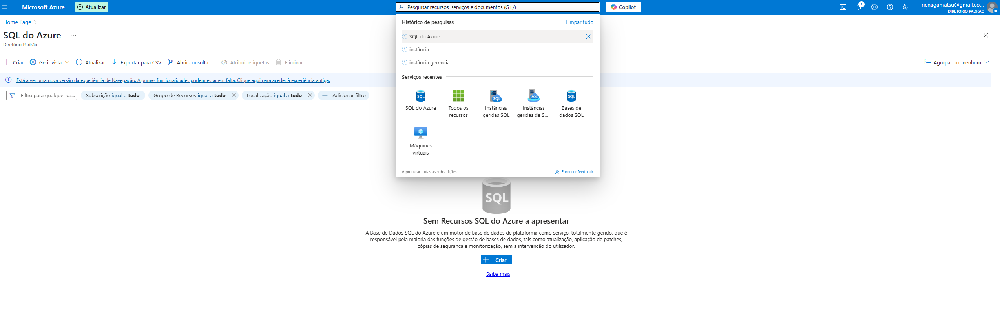 Microsoft Azure
Atualizar
Pesquisar recursos, serviços e documentos (G+/)
Copilot
1
ricnagamatsu@gmail.co...
DIRETÓRIO PADRÃO
Home Page
SQL do Azure
...
Diretório Padrão
Criar
Gerir vista
Atualizar
Exportar para CSV
Abrir consulta
Atribuir etiquetas
Eliminar
Agrupar por nenhum
Está a ver uma nova versão da experiência de Navegação. Algumas funcionalidades podem estar em falta. Clique aqui para aceder à experiência antiga.
Filtro para qualquer ca...
Subscrição igual a tudo
Grupo de Recursos igual a tudo
Localização igual a tudo
Adicionar filtro
Histórico de pesquisas
Limpar tudo
SQL do Azure
instância
instância gerencia
Serviços recentes
SQL
SQL do Azure
Todos os
recursos
SQL
Instâncias
geridas SQL
SQL
Instâncias
geridas de S...
SQL
Bases de
dados SQL
Máquinas
virtuais
A procurar todas as subscrições.
Fornecer feedback
SQL
Sem Recursos SQL do Azure a apresentar
A Base de Dados SQL do Azure é um motor de base de dados de plataforma como serviço, totalmente gerido, que é
responsável pela maioria das funções de gestão de bases de dados, tais como atualização, aplicação de patches,
cópias de segurança e monitorização, sem a intervenção do utilizador.
Criar
Saiba mais